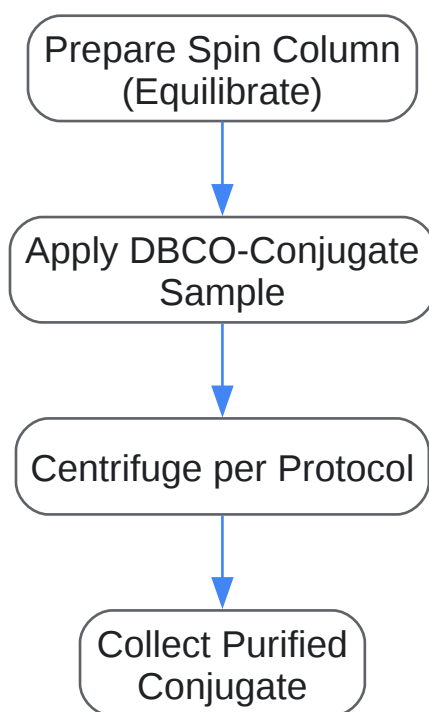 Prepare Spin Column
(Equilibrate)
Apply DBCO-Conjugate
Sample
Centrifuge per Protocol
Collect Purified
Conjugate